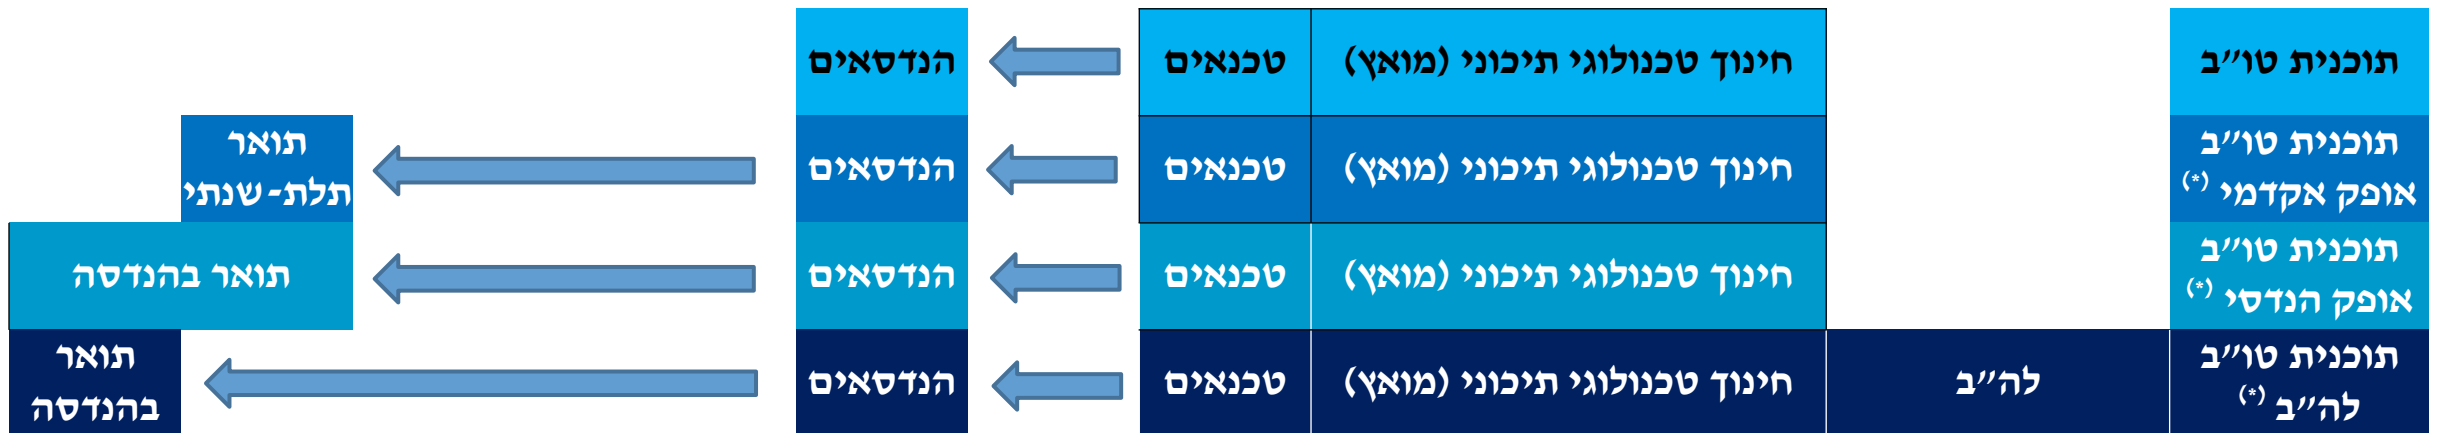 תוכנית טו״ב
חינוך טכנולוגי תיכוני (מואץ)
טכנאים
הנדסאים
תוכנית טו״ב
אופק אקדמי (*)
חינוך טכנולוגי תיכוני (מואץ)
טכנאים
הנדסאים
תואר
תלת-שנתי
תוכנית טו״ב
אופק הנדסי (*)
חינוך טכנולוגי תיכוני (מואץ)
טכנאים
הנדסאים
תואר בהנדסה
תוכנית טו״ב
לה״ב (*)
לה״ב
חינוך טכנולוגי תיכוני (מואץ)
טכנאים
הנדסאים
תואר
בהנדסה